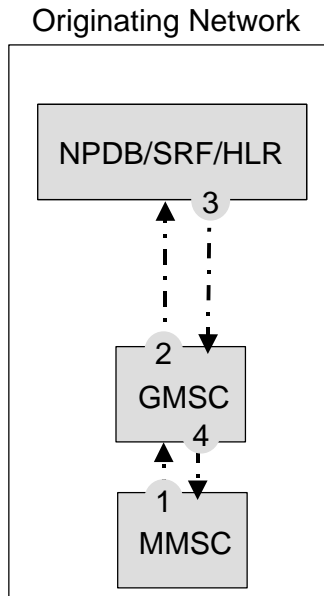 Originating Network
NPDB/SRF/HLR
3
2
GMSC
4
1
MMSC